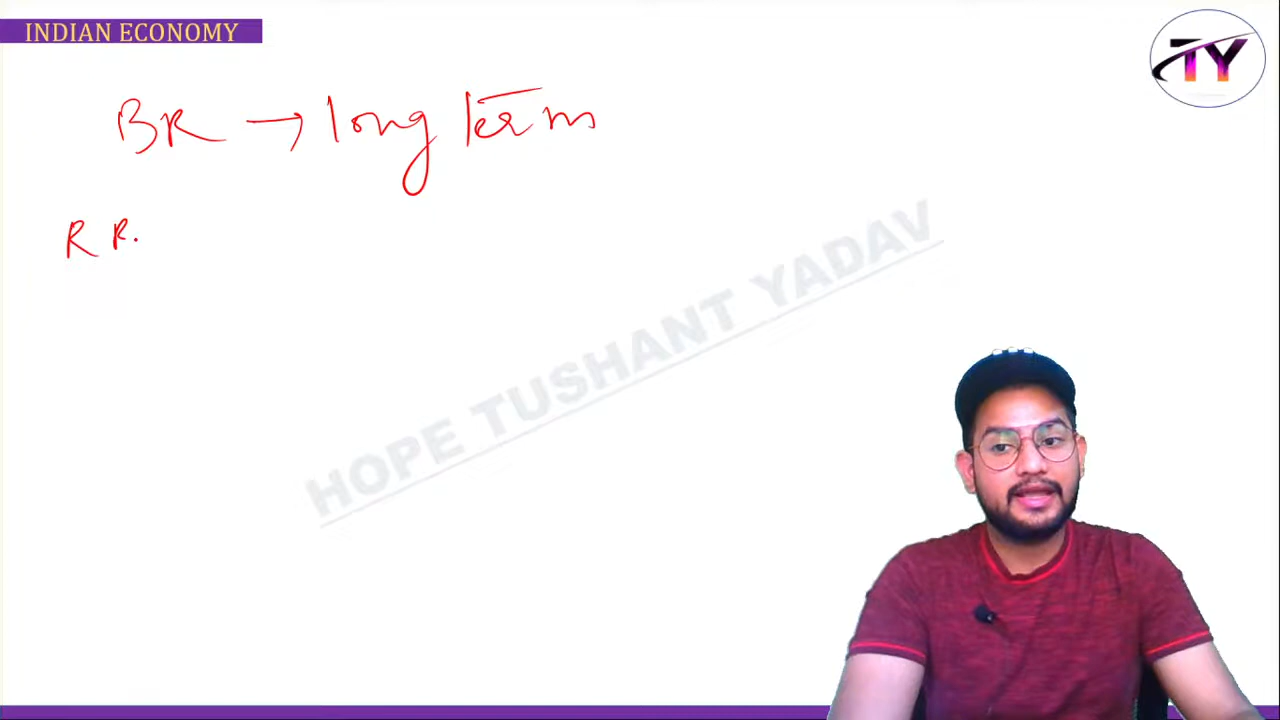 INDIAN ECONOMY
TY
BR → long term
R R.
HOPE TUSHANT YADAV